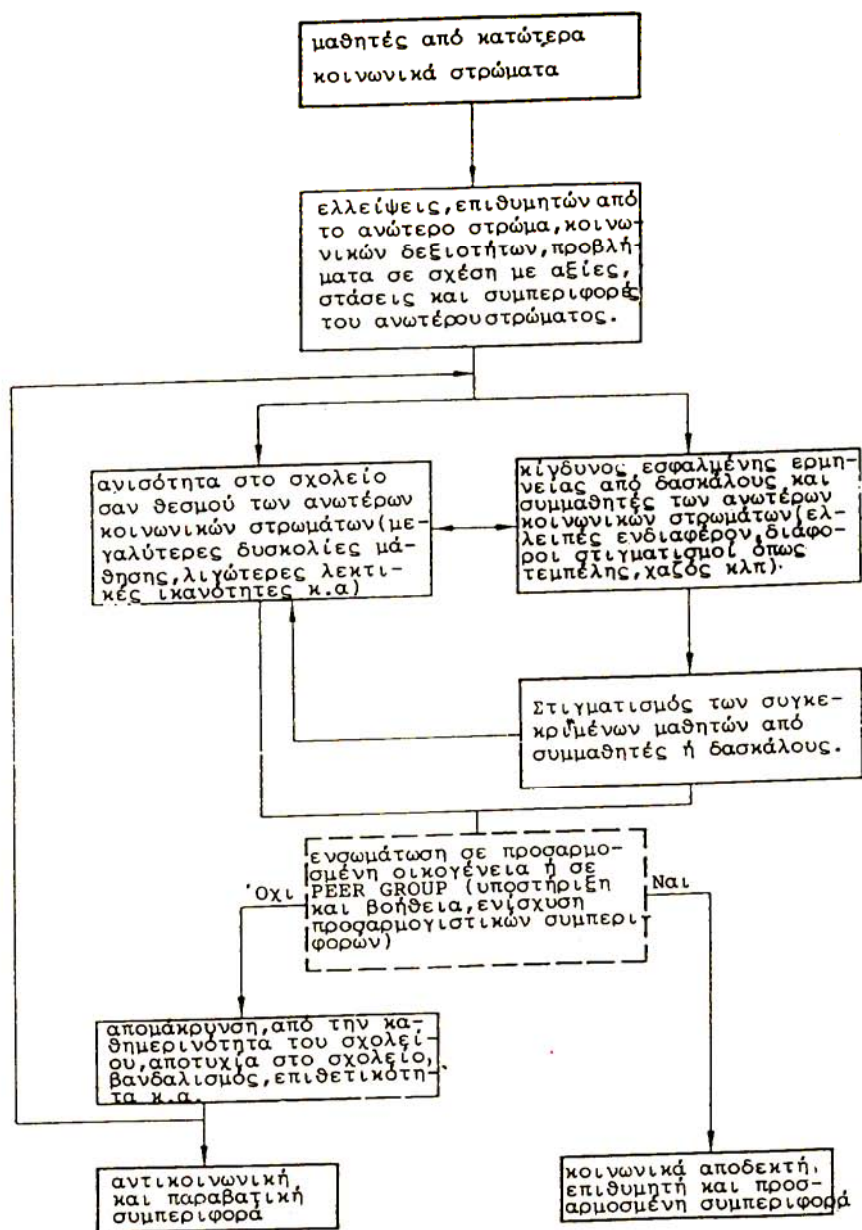 μαθητές από κατώτερα
κοινωνικά στρώματα
ελλείψεις,επιθυμητών από
το ανώτερο στρώμα,κοινω-
νικών δεξιοτήτων,προβλή-
ματα σε σχέση με αξίες,
στάσεις και συμπεριφορές
του ανωτέρουστρώματος.
ανισότητα στο σχολείο
σαν θεσμού των ανωτέρων
κοινωνικών στρωμάτων(με-
γαλύτερες δυσκολίες μά-
θησης,λιγώτερες λεκτι-
κές ικανότητες κ.α)
κίνδυνος εσφαλμένης ερμη-
νείας από δασκάλους και
συμμαθητές των ανωτέρων
κοινωνικών στρωμάτων(ελ-
λειπές ενδιαφέρον,διάφο-
ροι στιγματισμοί όπως
τεμπέλης,χαζός κλπ).
Στιγματισμός των συγκε-
κριμένων μαθητών από
συμμαθητές ή δασκάλους.
ενσωμάτωση σε προσαρμο-
σμένη οικογένεια ή σε
PEER GROUP (υποστήριξη
και βοήθεια,ενίσχυση
προσαρμογιστικών συμπερι-
φορών)
Όχι
Ναι
απομάκρυνση,από την κα-
θημερινότητα του σχολεί-
ου,αποτυχία στο σχολείο,
βανδαλισμός,επιθετικότη-
τα κ.α.
αντικοινωνική
και παραβατική
συμπεριφορά
κοινωνικά αποδεκτή,
επιθυμητή και προσ-
αρμοσμένη συμπεριφορά